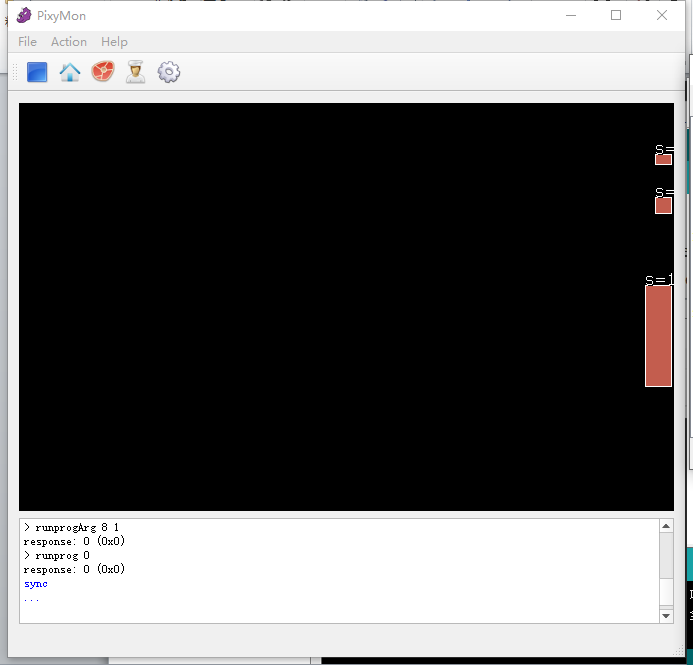 PixyMon
File Action Help
s=
s=
s=1
> runprogArg 8 1
response: 0 (0x0)
> runprog 0
response: 0 (0x0)
sync
...